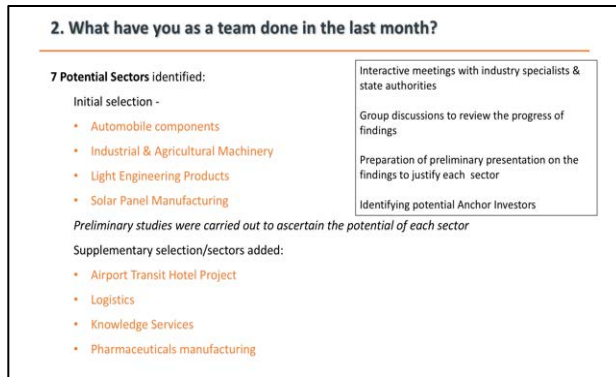 2. What have you as a team done in the last month?
7 Potential Sectors identified:
Initial selection -
• Automobile components
• Industrial & Agricultural Machinery
• Light Engineering Products
• Solar Panel Manufacturing
Preliminary studies were carried out to ascertain the potential of each sector
Supplementary selection/sectors added:
• Airport Transit Hotel Project
• Logistics
• Knowledge Services
• Pharmaceuticals manufacturing
Interactive meetings with industry specialists &
state authorities
Group discussions to review the progress of
findings
Preparation of preliminary presentation on the
findings to justify each sector
Identifying potential Anchor Investors